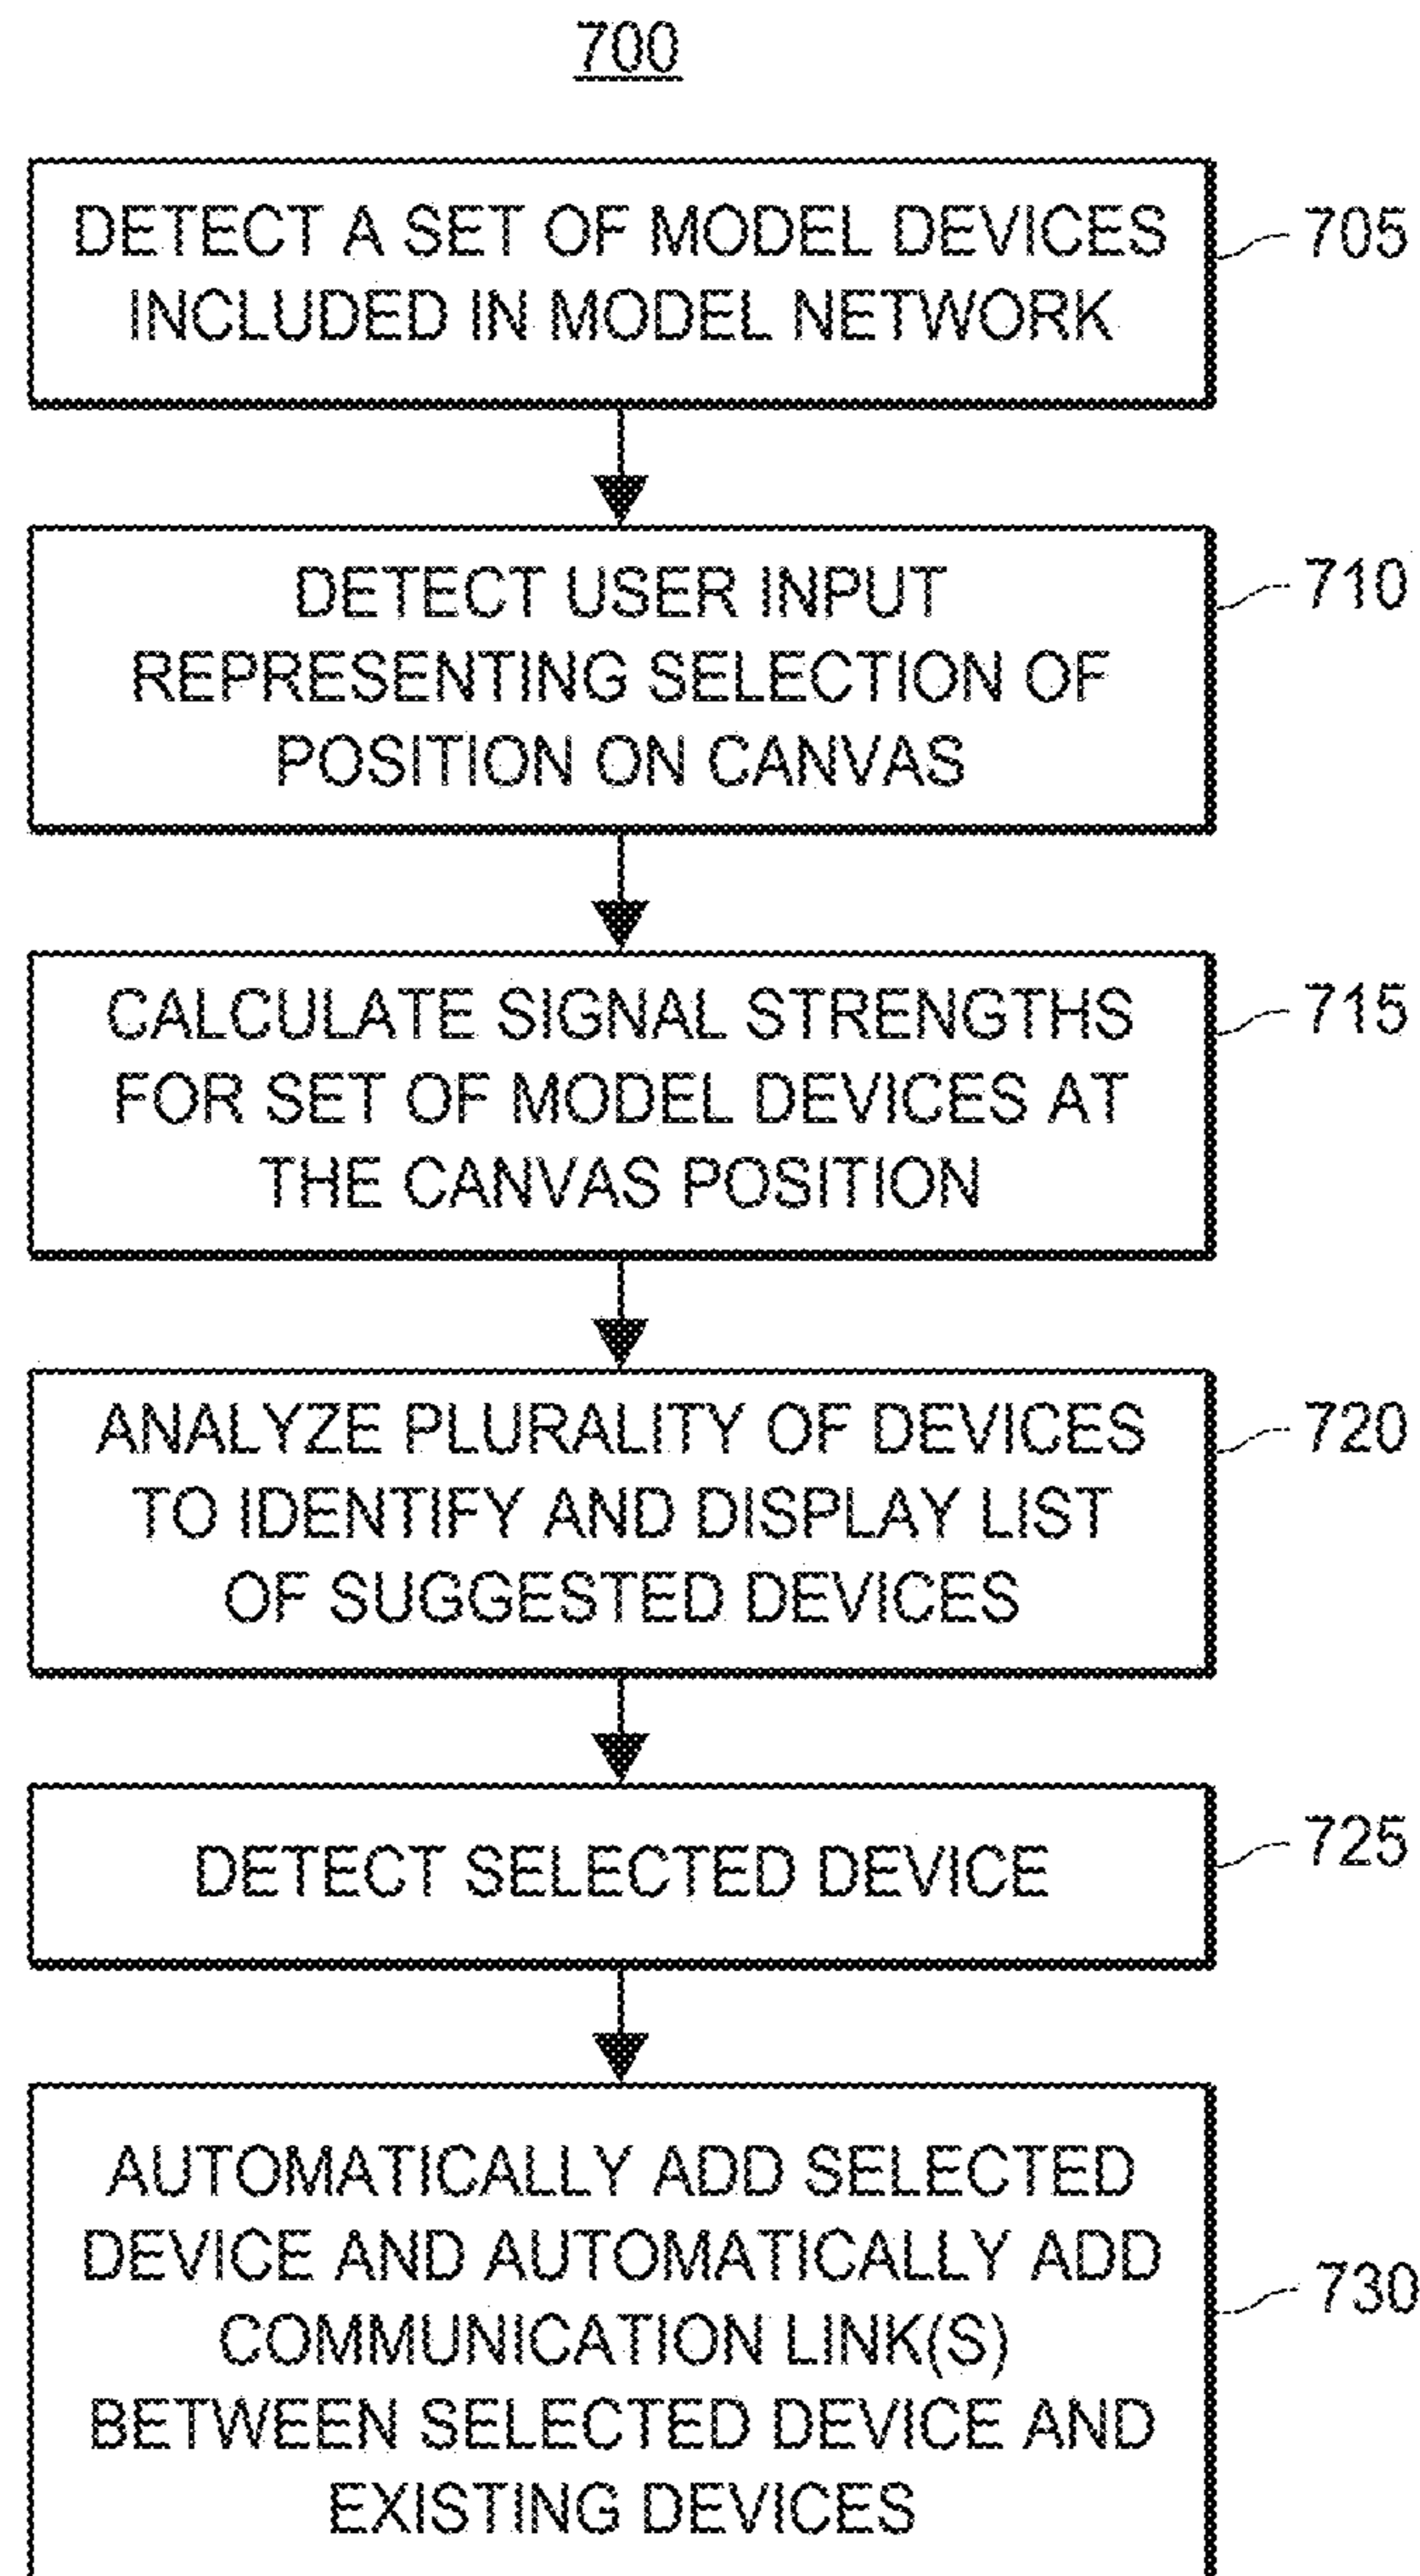 700
DETECT A SET OF MODEL DEVICES
INCLUDED IN MODEL NETWORK
705
DETECT USER INPUT
REPRESENTING SELECTION OF
POSITION ON CANVAS
710
CALCULATE SIGNAL STRENGTHS
FOR SET OF MODEL DEVICES AT
THE CANVAS POSITION
715
ANALYZE PLURALITY OF DEVICES
TO IDENTIFY AND DISPLAY LIST
OF SUGGESTED DEVICES
720
DETECT SELECTED DEVICE
725
AUTOMATICALLY ADD SELECTED
DEVICE AND AUTOMATICALLY ADD
COMMUNICATION LINK(S)
BETWEEN SELECTED DEVICE AND
EXISTING DEVICES
730